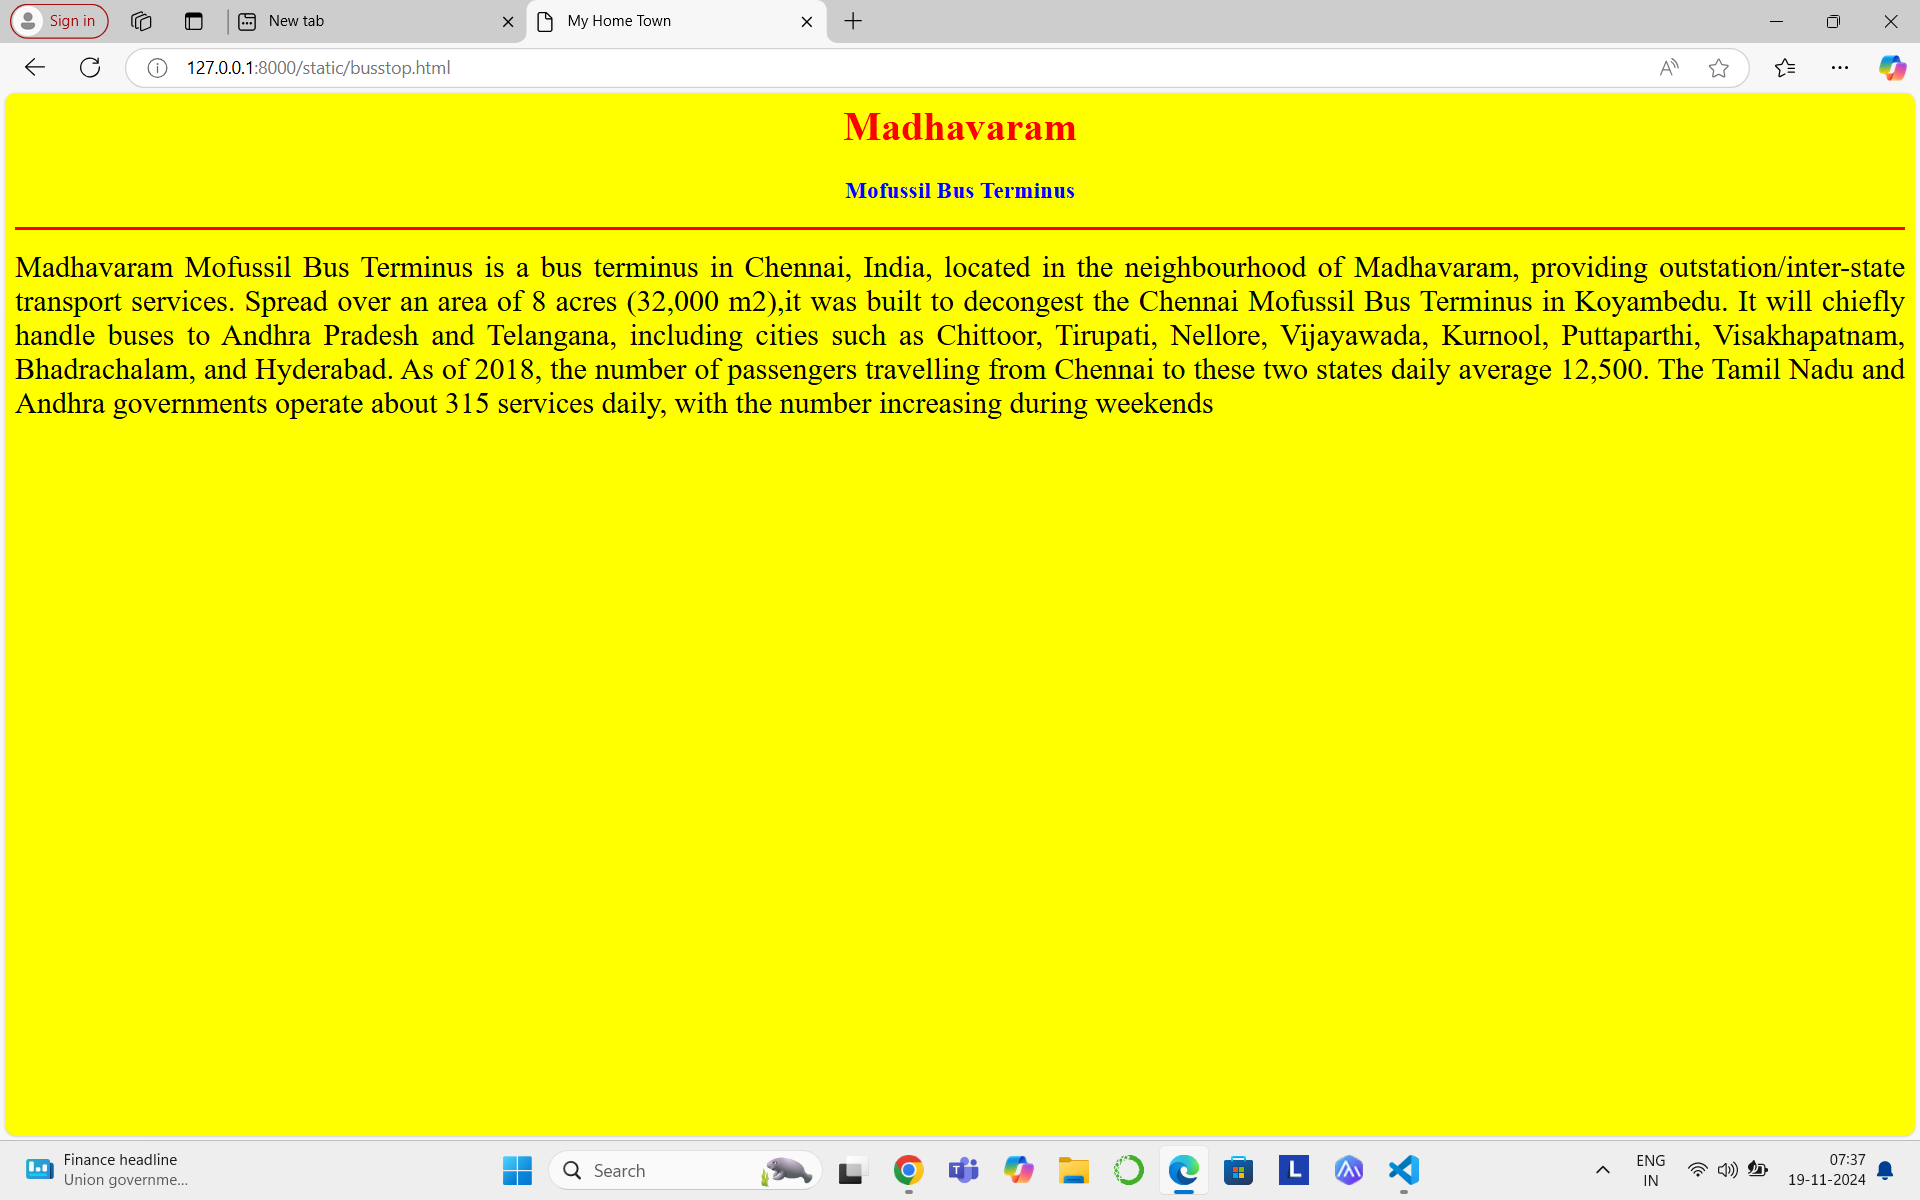 Sign in
New tab
My Home Town
127.0.0.1:8000/static/busstop.html
Madhavaram
Mofussil Bus Terminus
Madhavaram Mofussil Bus Terminus is a bus terminus in Chennai, India, located in the neighbourhood of Madhavaram, providing outstation/inter-state
transport services. Spread over an area of 8 acres (32,000 m2),it was built to decongest the Chennai Mofussil Bus Terminus in Koyambedu. It will chiefly
handle buses to Andhra Pradesh and Telangana, including cities such as Chittoor, Tirupati, Nellore, Vijayawada, Kurnool, Puttaparthi, Visakhapatnam,
Bhadrachalam, and Hyderabad. As of 2018, the number of passengers travelling from Chennai to these two states daily average 12,500. The Tamil Nadu and
Andhra governments operate about 315 services daily, with the number increasing during weekends
Finance headline
Union governme...
Search
L
ENG
IN
07:37
19-11-2024